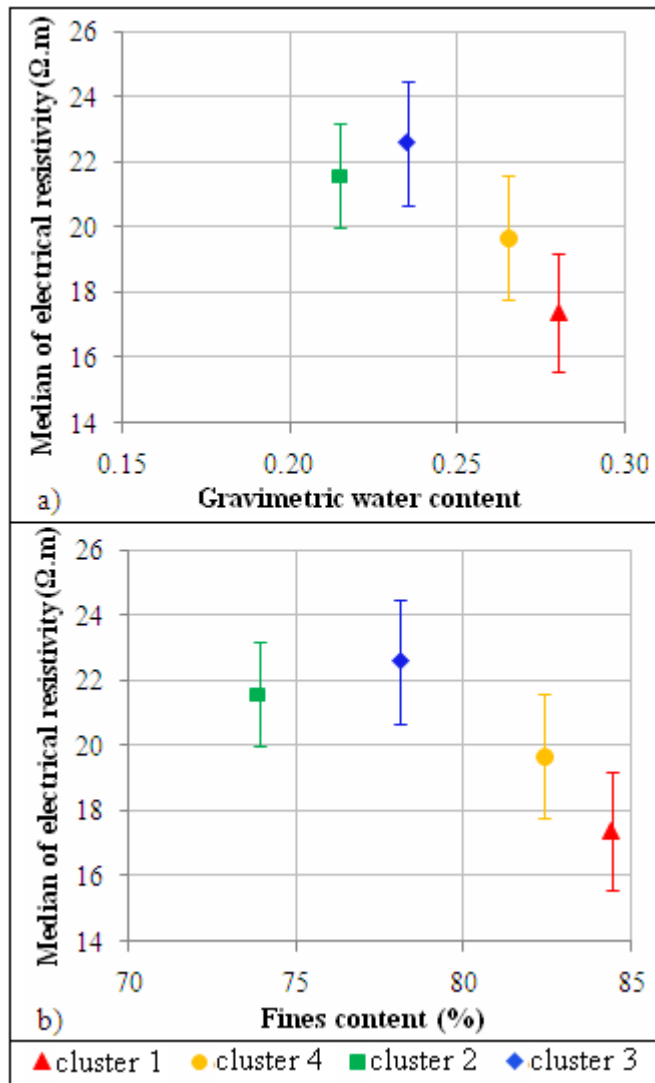 Median of electrical resistivity (Ω.m)
26
24
22
20
18
16
14
0.15 0.20 0.25 0.30
a) Gravimetric water content
Median of electrical resistivity (Ω.m)
26
24
22
20
18
16
14
70 75 80 85
b) Fines content (%)
cluster 1 cluster 4 cluster 2 cluster 3